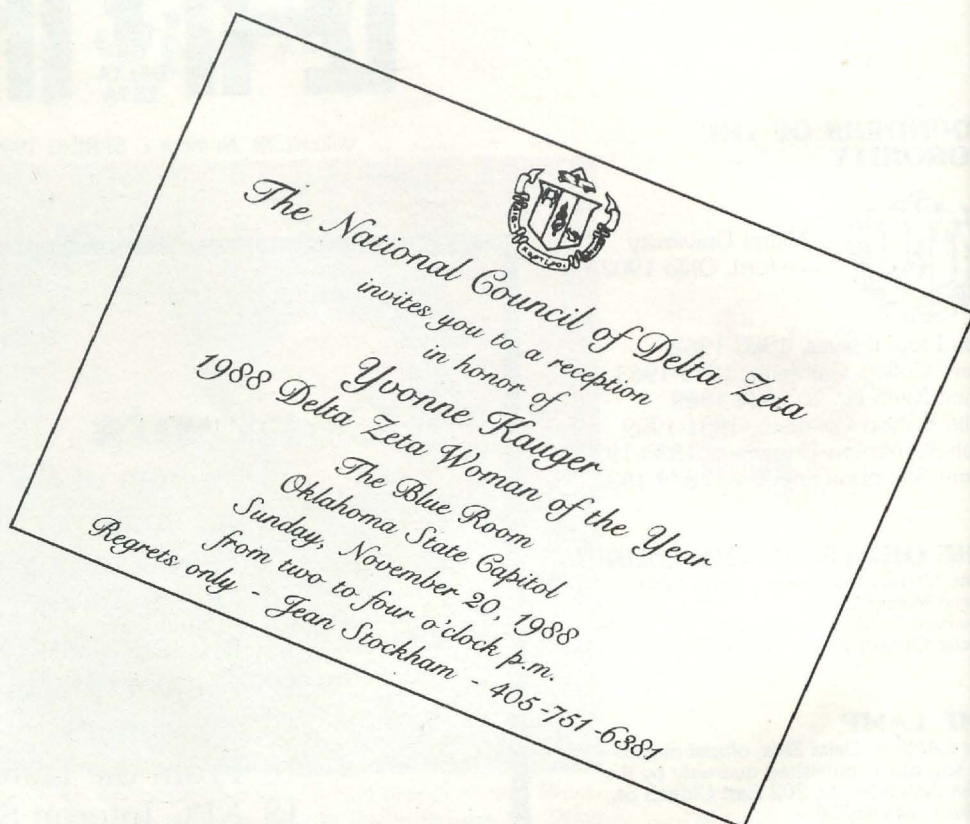 The National Council of Delta Zeta
invites you to a reception
in honor of
Yvonne Kauger
1988 Delta Zeta Woman of the Year
The Blue Room
Oklahoma State Capitol
Sunday, November 20, 1988
from two to four o'clock p.m.
Regrets only - Jean Stockham - 405-751-6381